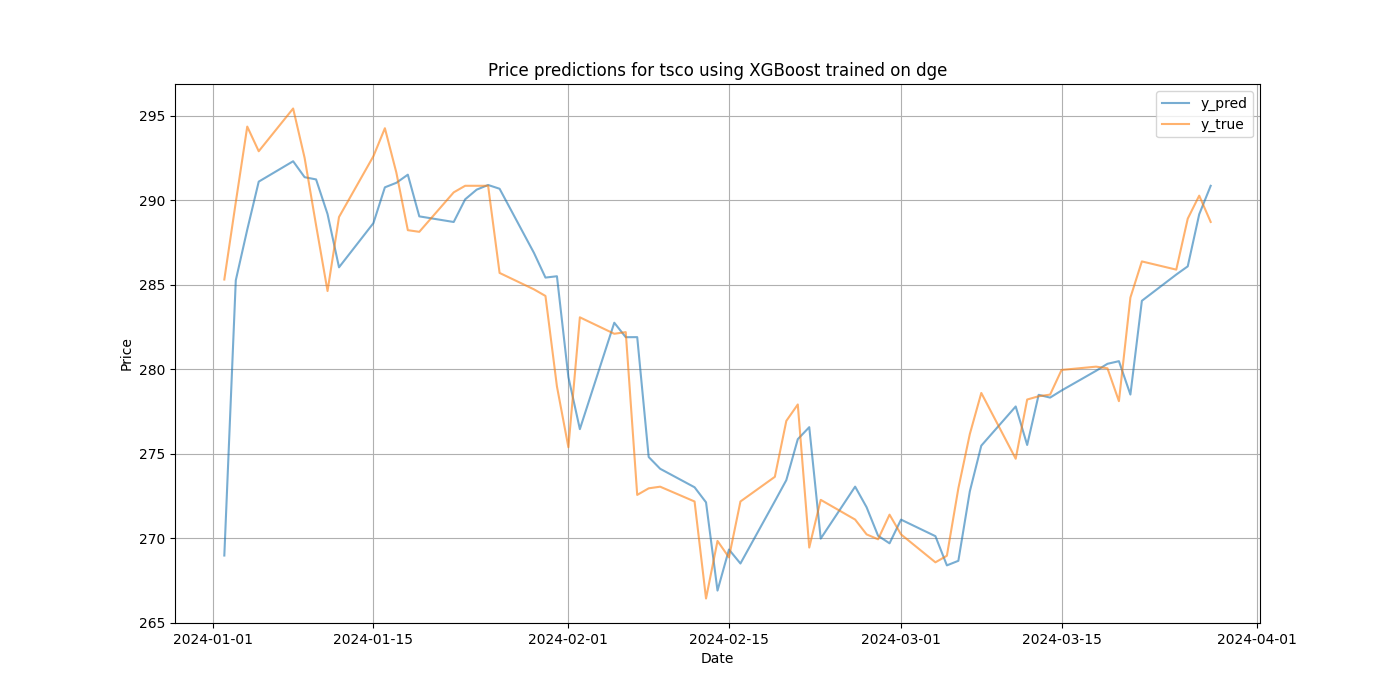 Price predictions for tsco using XGBoost trained on dge
y_pred
y_true
295
290
285
280
275
270
265
Price
2024-01-01
2024-01-15
2024-02-01
2024-02-15
2024-03-01
2024-03-15
2024-04-01
Date